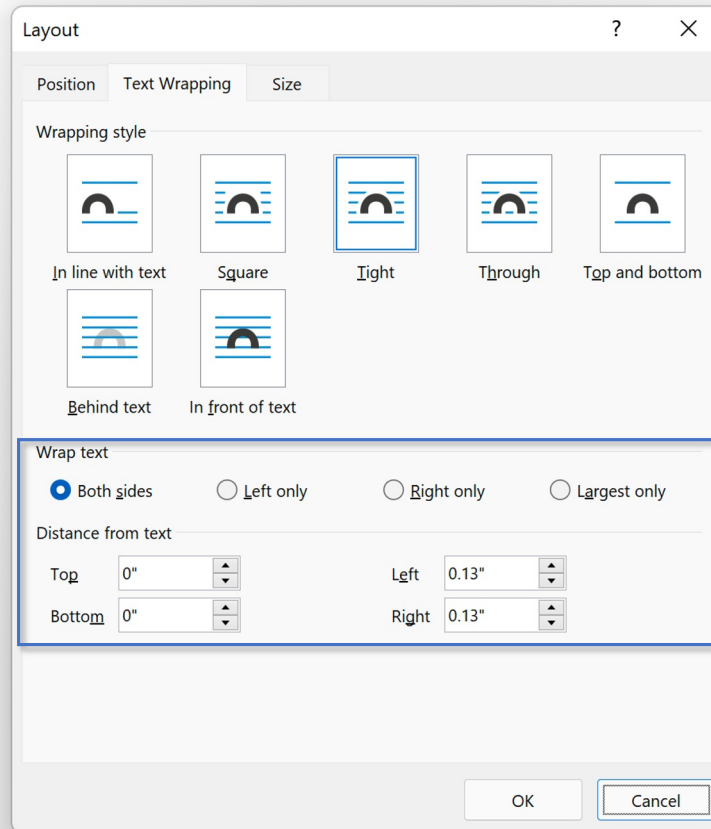 Layout ?
Position Text Wrapping Size
Wrapping style
In line with text Square Tight Through Top and bottom
Behind text In front of text
Wrap text
Both sides Left only Right only Largest only
Distance from text
Top 0" Left 0.13"
Bottom 0" Right 0.13"
OK Cancel